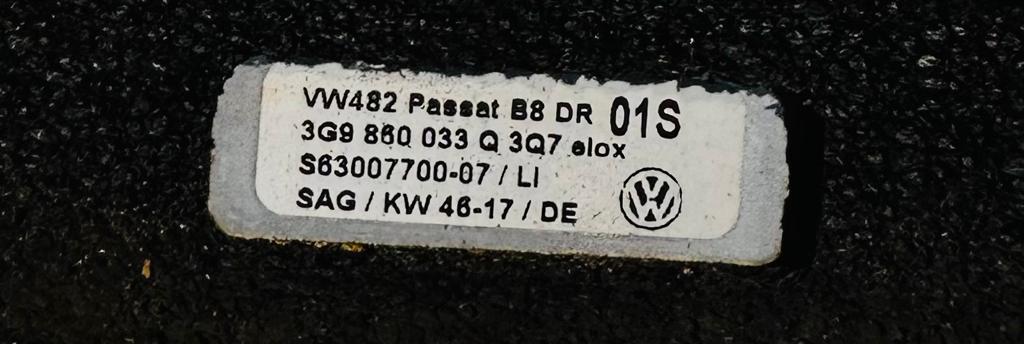 VW482 Passat B8 DR 01S
3G9 860 033 Q 3Q7 elox
S63007700-07 / LI
SAG / KW 46-17 / DE